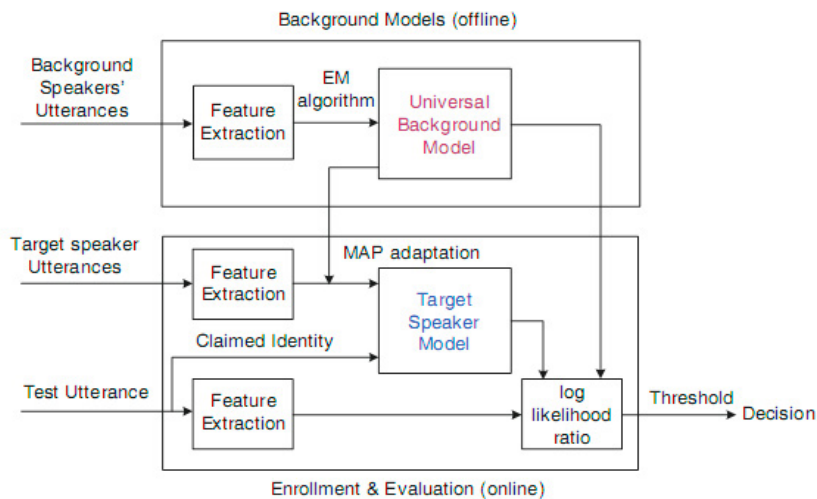 Background Models (offline)
Background
Speakers'
Utterances
Feature
Extraction
EM
algorithm
Universal
Background
Model
Target speaker
Utterances
Feature
Extraction
MAP adaptation
Target
Speaker
Model
Claimed Identity
Test Utterance
Feature
Extraction
log
likelihood
ratio
Threshold
Decision
Enrollment & Evaluation (online)